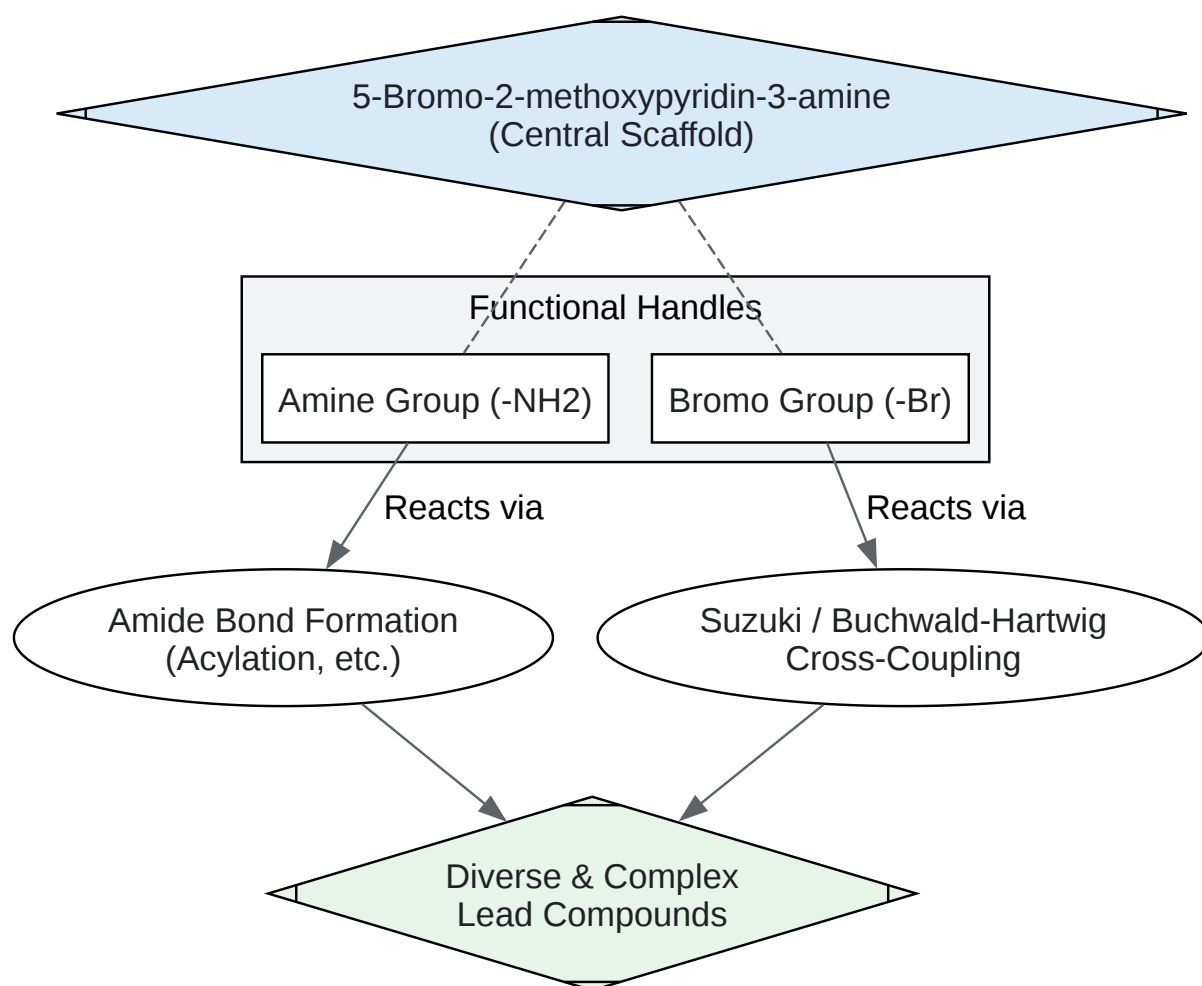 5-Bromo-2-methoxypyridin-3-amine
(Central Scaffold)
Functional Handles
Amine Group (-NH2)
Bromo Group (-Br)
Reacts via
Reacts via
Amide Bond Formation
(Acylation, etc.)
Suzuki / Buchwald-Hartwig
Cross-Coupling
Diverse & Complex
Lead Compounds